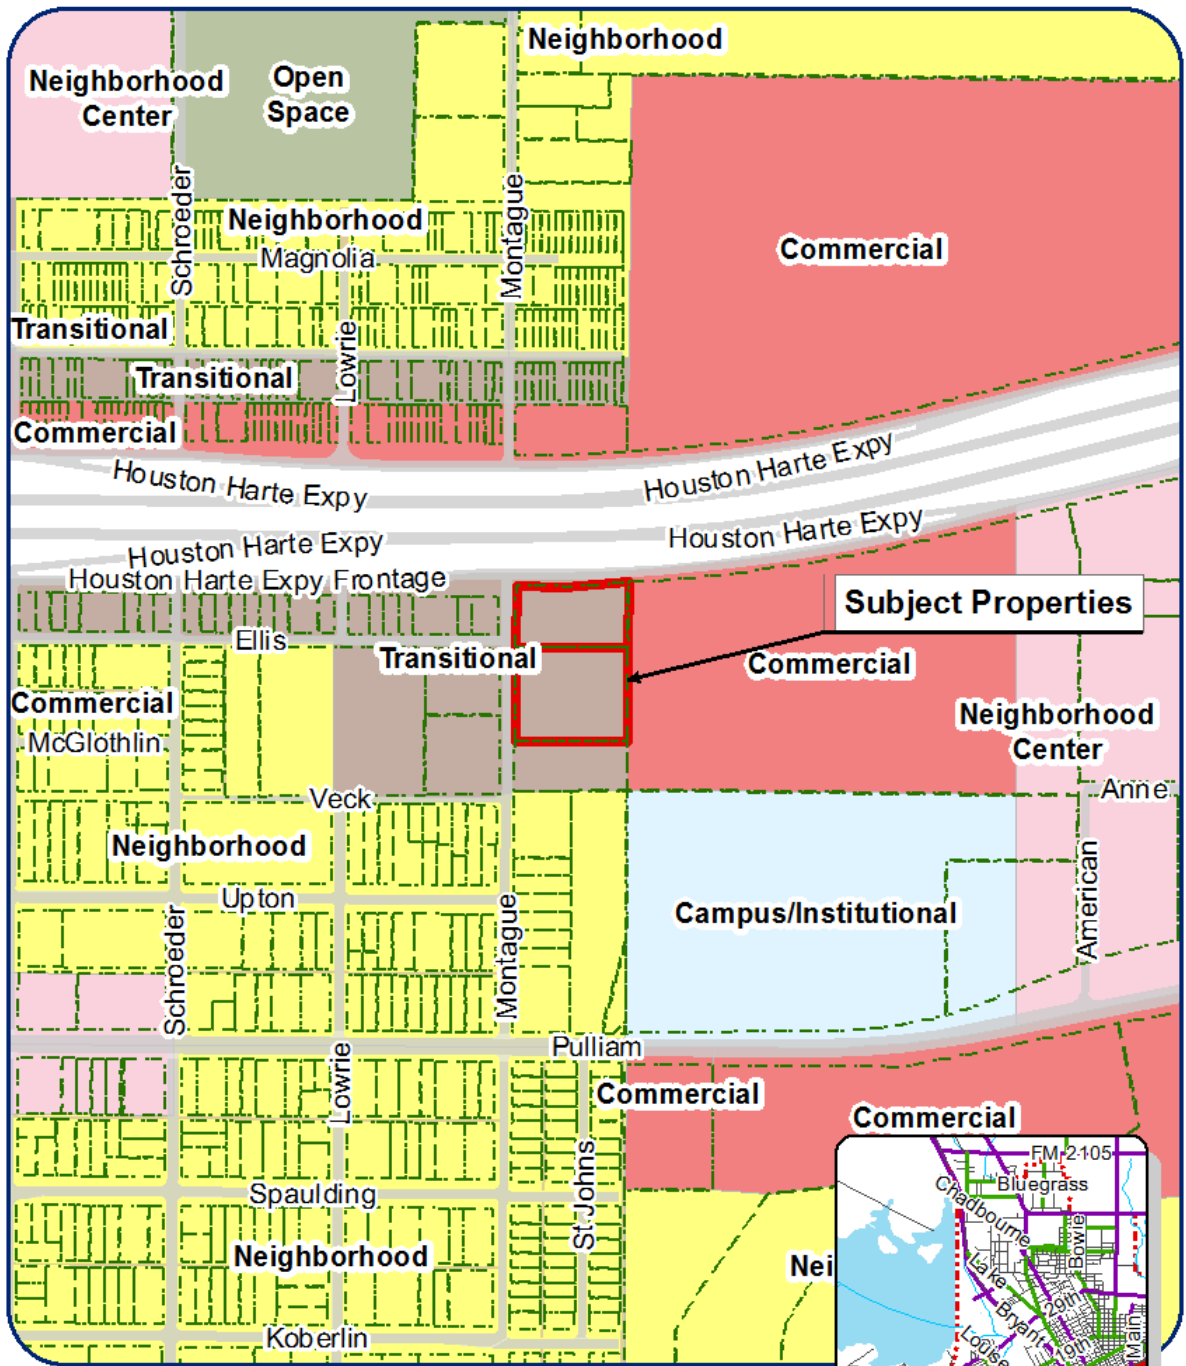 Neighborhood
Neighborhood
Center
Open
Space
Schroeder
Neighborhood
Montague
Magnolia
Commercial
Transitional
Lowrie
Transitional
Commercial
Houston Harte Expy
Houston Harte Expy
Houston Harte Expy
Houston Harte Expy
Houston Harte Expy Frontage
Subject Properties
Ellis
Transitional
Commercial
Commercial
Neighborhood
Center
McGlothlin
Veck
Anne
Neighborhood
Upton
American
Campus/Institutional
Schroeder
Montague
Pulliam
Lowrie
Commercial
Commercial
St Johns
FM 2105
Bluegrass
Chadbourne
Bowie
Spaulding
Neighborhood
Nei
Lake
29th
Bryant
Main
Louise
19th
Koberlin